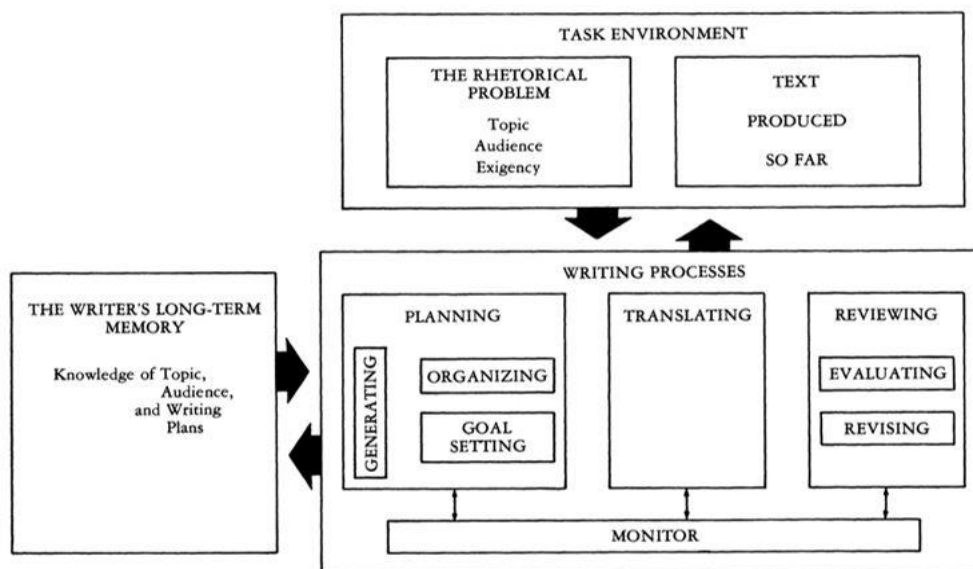 TASK ENVIRONMENT
THE RHETORICAL
PROBLEM
Topic
Audience
Exigency
TEXT
PRODUCED
SO FAR
THE WRITER'S LONG-TERM
MEMORY
Knowledge of Topic,
Audience,
and Writing
Plans
WRITING PROCESSES
PLANNING
GENERATING
ORGANIZING
GOAL
SETTING
TRANSLATING
REVIEWING
EVALUATING
REVISING
MONITOR